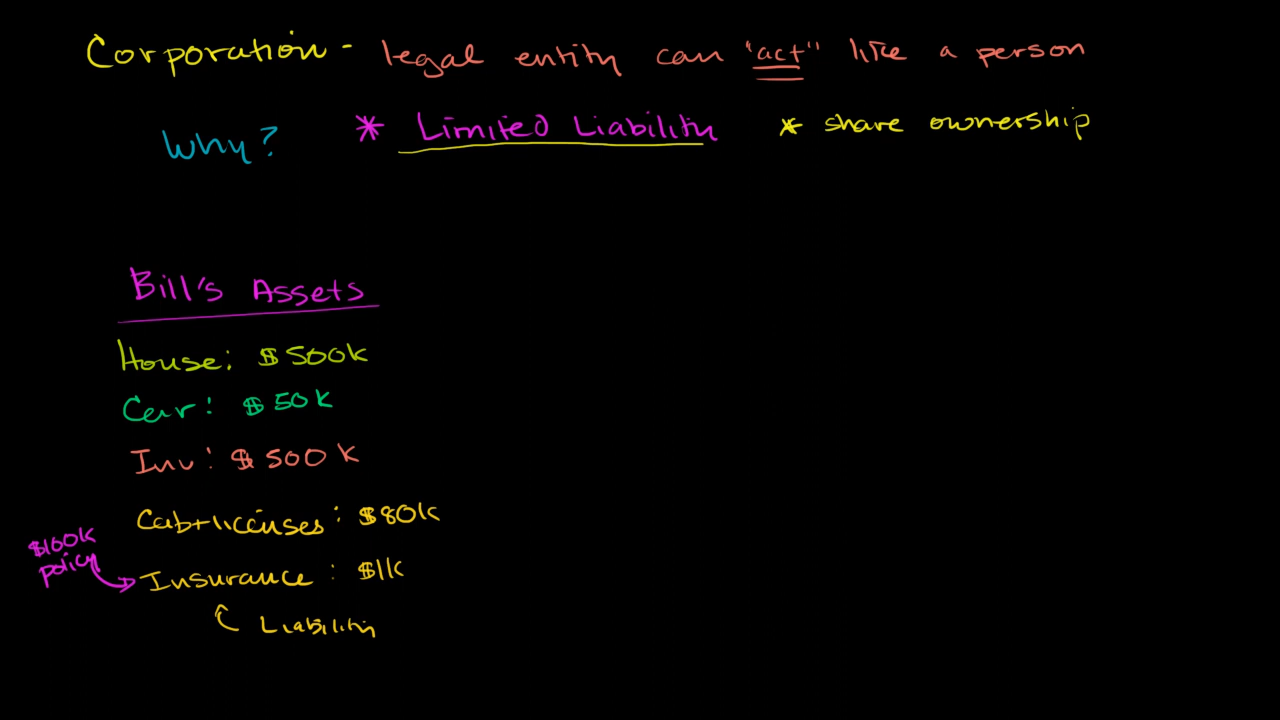 Corporation - legal entity can "act" like a person
Why? * Limited Liability * share ownership
Bill's Assets
House: $500k
Car: $50k
Inv: $500k
Cab+licenses: $80k
$100k
policy
Insurance: $1k
Liability